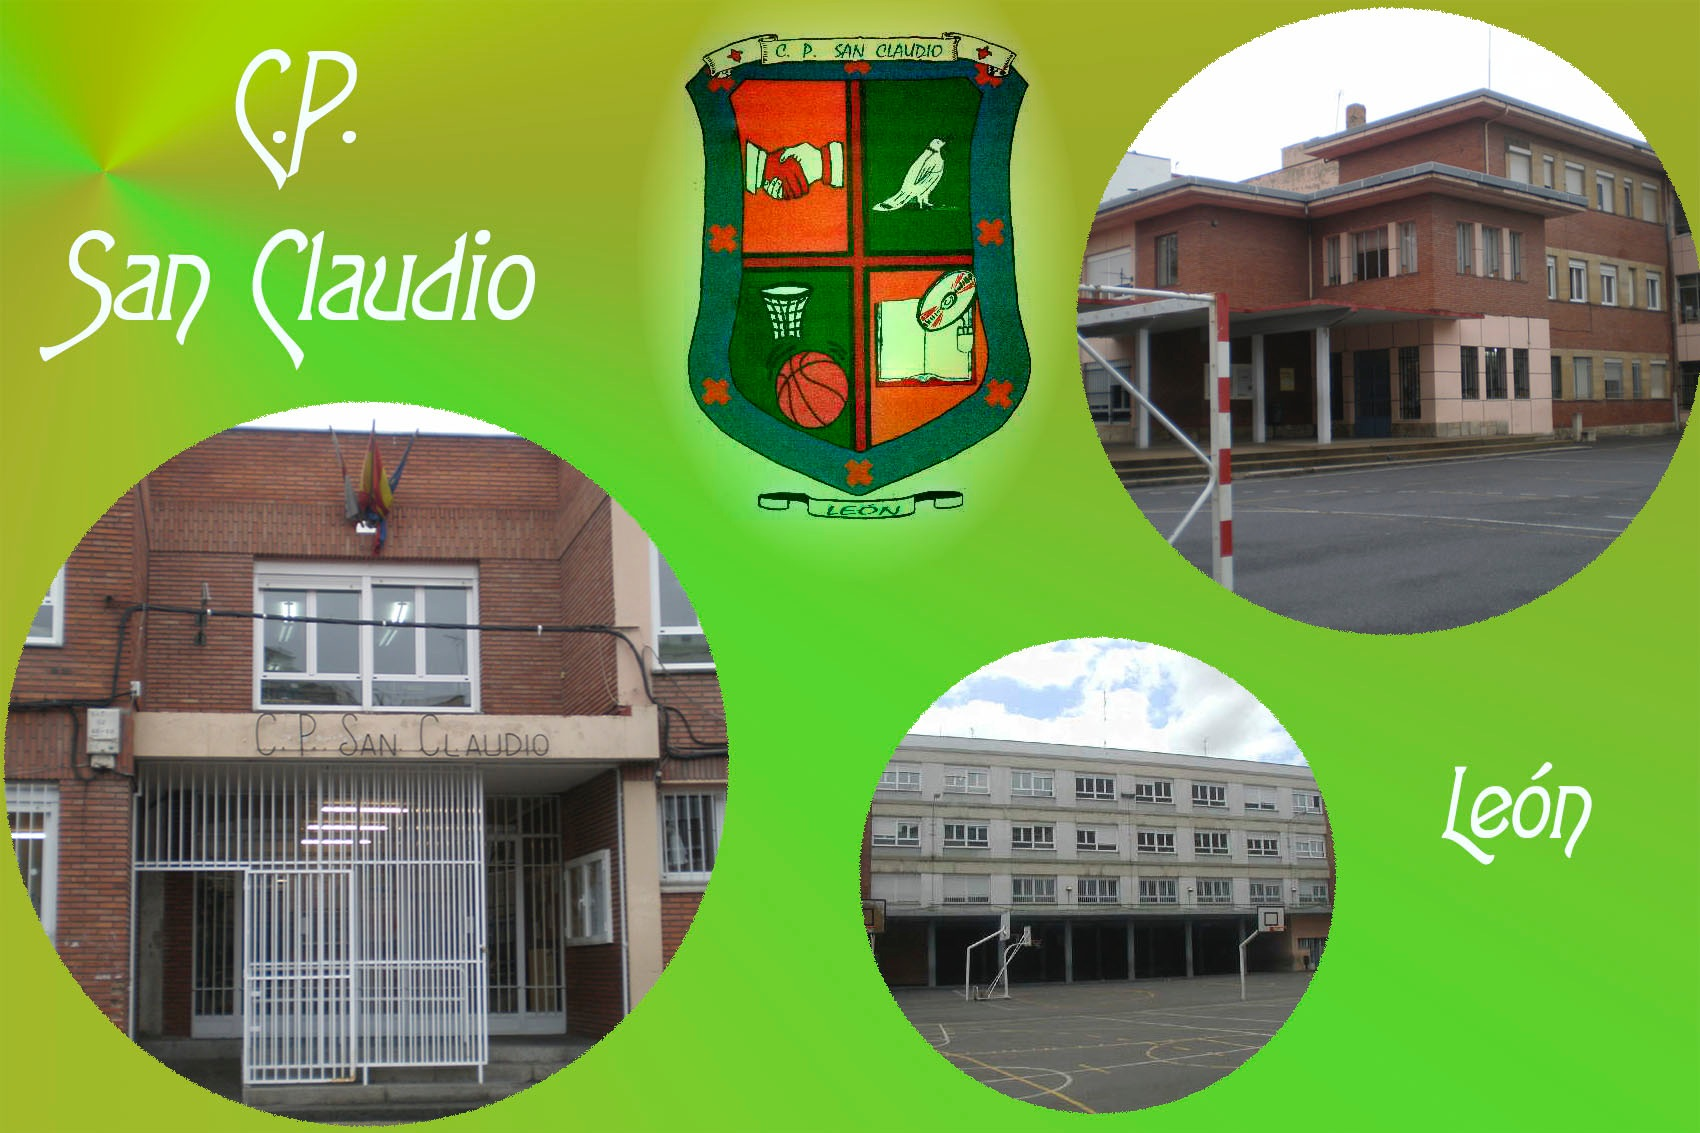 C.P.
San Claudio
C. P. SAN CLAUDIO
LEÓN
C. P. SAN CLAUDIO
León